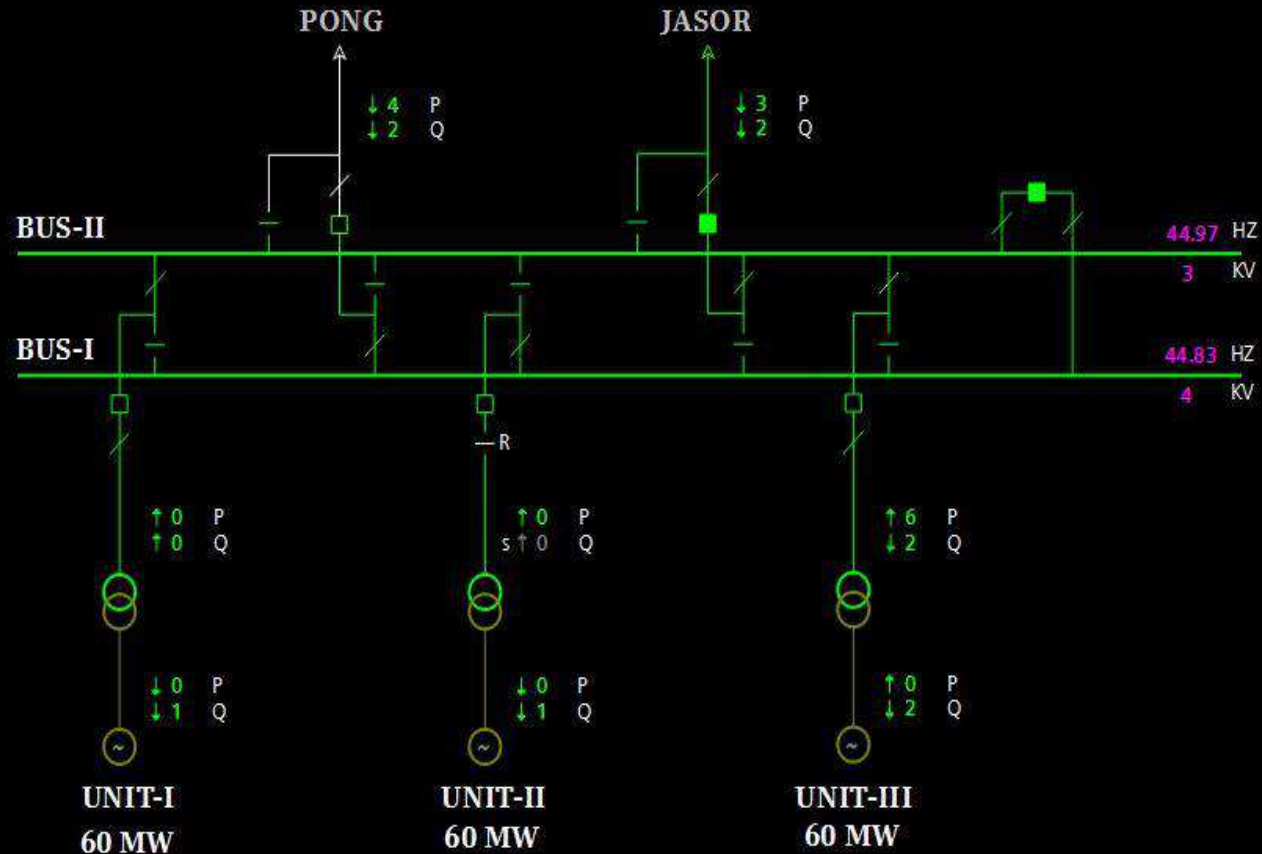 PONG JASOR
↓ 4 P ↓ 3 P
↓ 2 Q ↓ 2 Q
BUS-II 44.97 HZ
3 KV
BUS-I 44.83 HZ
4 KV
R
↑ 0 P ↑ 0 P ↑ 6 P
↑ 0 Q s ↑ 0 Q ↓ 2 Q
↓ 0 P ↓ 0 P ↑ 0 P
↓ 1 Q ↓ 1 Q ↓ 2 Q
~ ~ ~
UNIT-I UNIT-II UNIT-III
60 MW 60 MW 60 MW